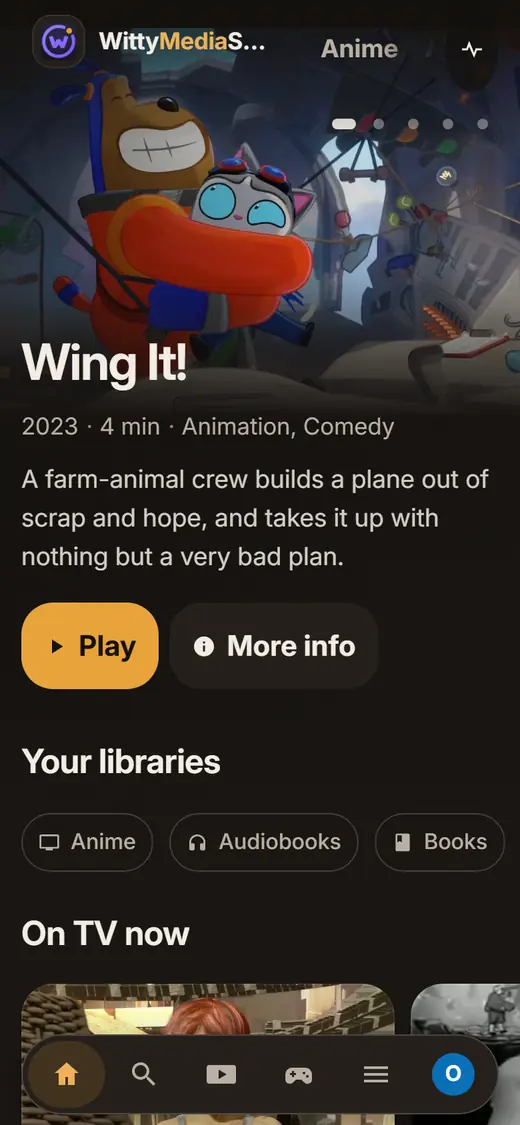 WittyMediaS...
Anime
Wing It!
2023 · 4 min · Animation, Comedy
A farm-animal crew builds a plane out of
scrap and hope, and takes it up with
nothing but a very bad plan.
Play
More info
Your libraries
Anime
Audiobooks
Books
On TV now
O